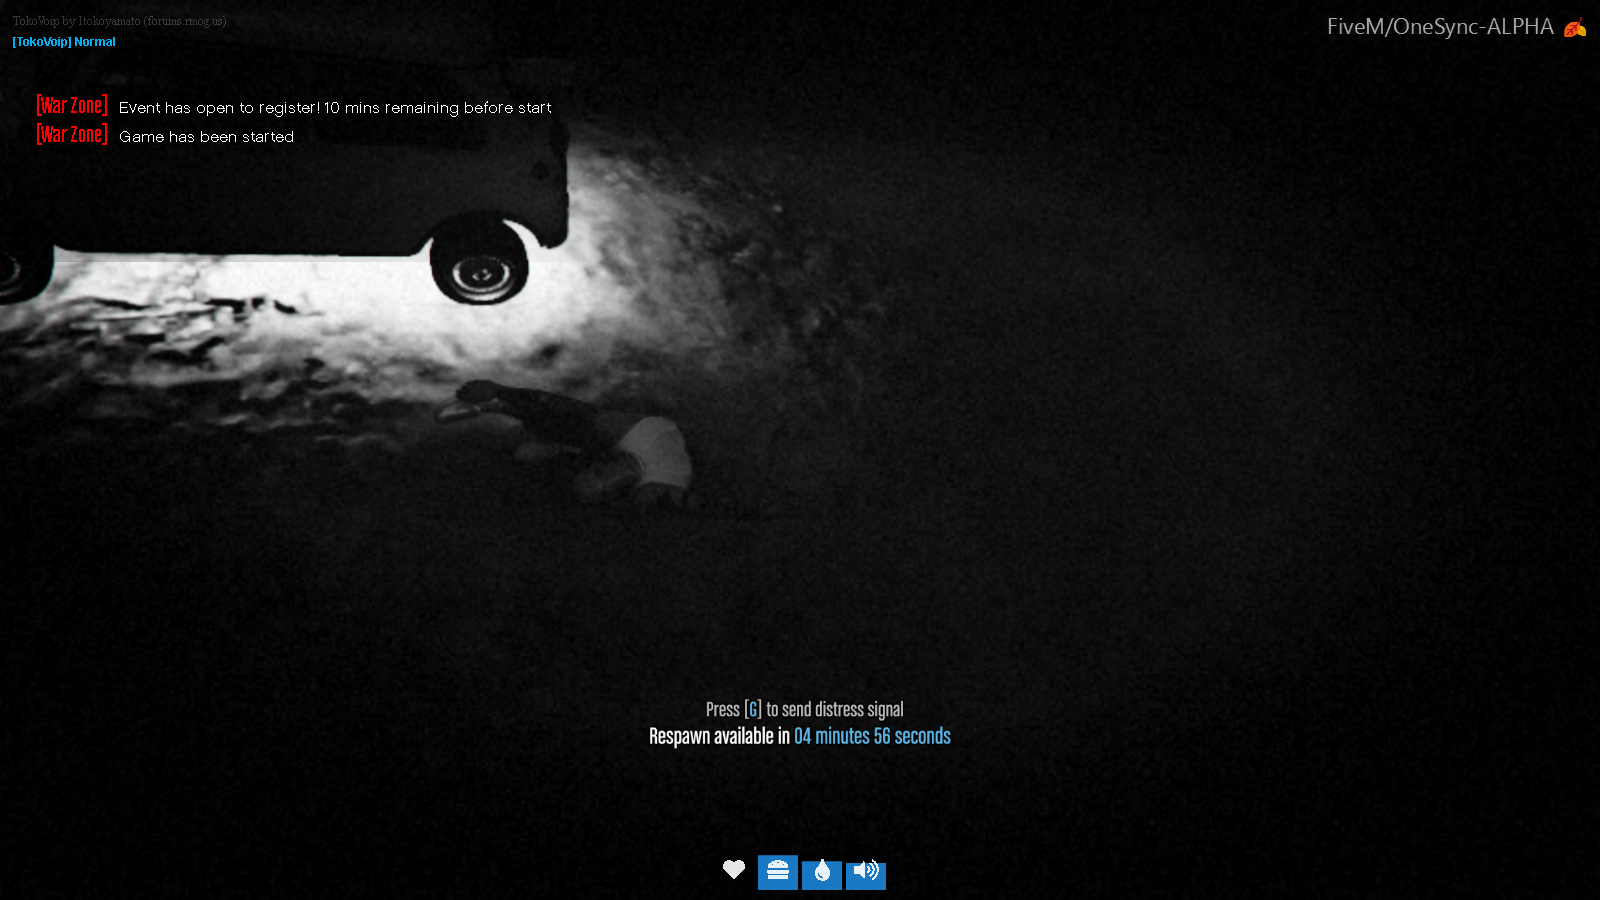 TokoVoip by Itokoyamato (forums.rmog.us)
[TokoVoip] Normal
FiveM/OneSync-ALPHA
[War Zone] Event has open to register! 10 mins remaining before start
[War Zone] Game has been started
Press [G] to send distress signal
Respawn available in 04 minutes 56 seconds